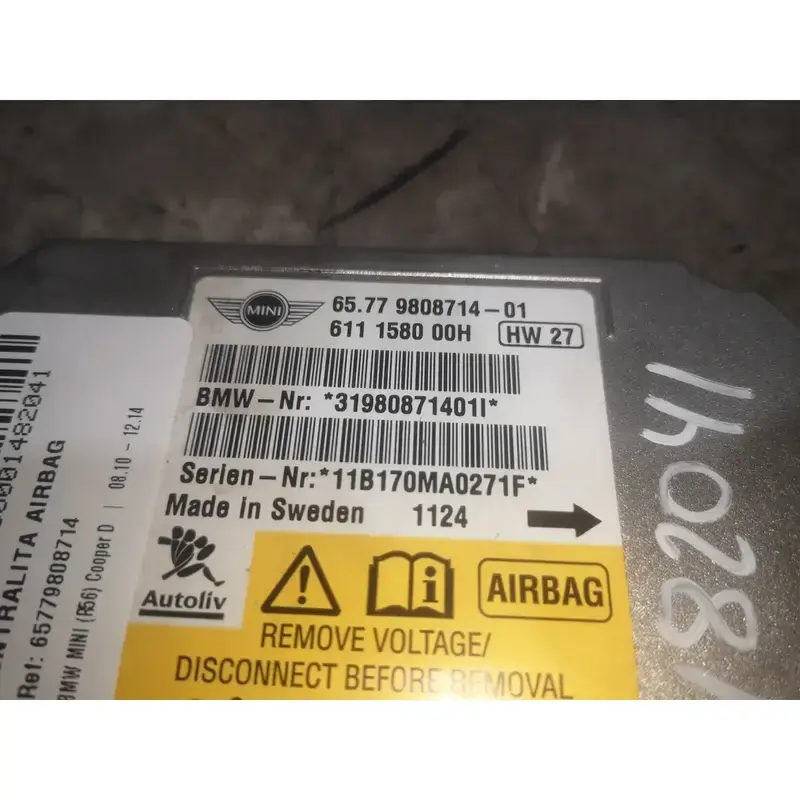 MINI
65.77 9808714-01
611 1580 00H
HW 27
BMW-Nr: *31980871401I*
Serien-Nr:*11B170MA0271F*
Made in Sweden 1124
Autoliv
AIRBAG
REMOVE VOLTAGE/
DISCONNECT BEFORE REMOVAL
0001482041
NTRALITA AIRBAG
Ref: 65779808714
BMW MINI (R56) Cooper D | 08.10 - 12.14
182041